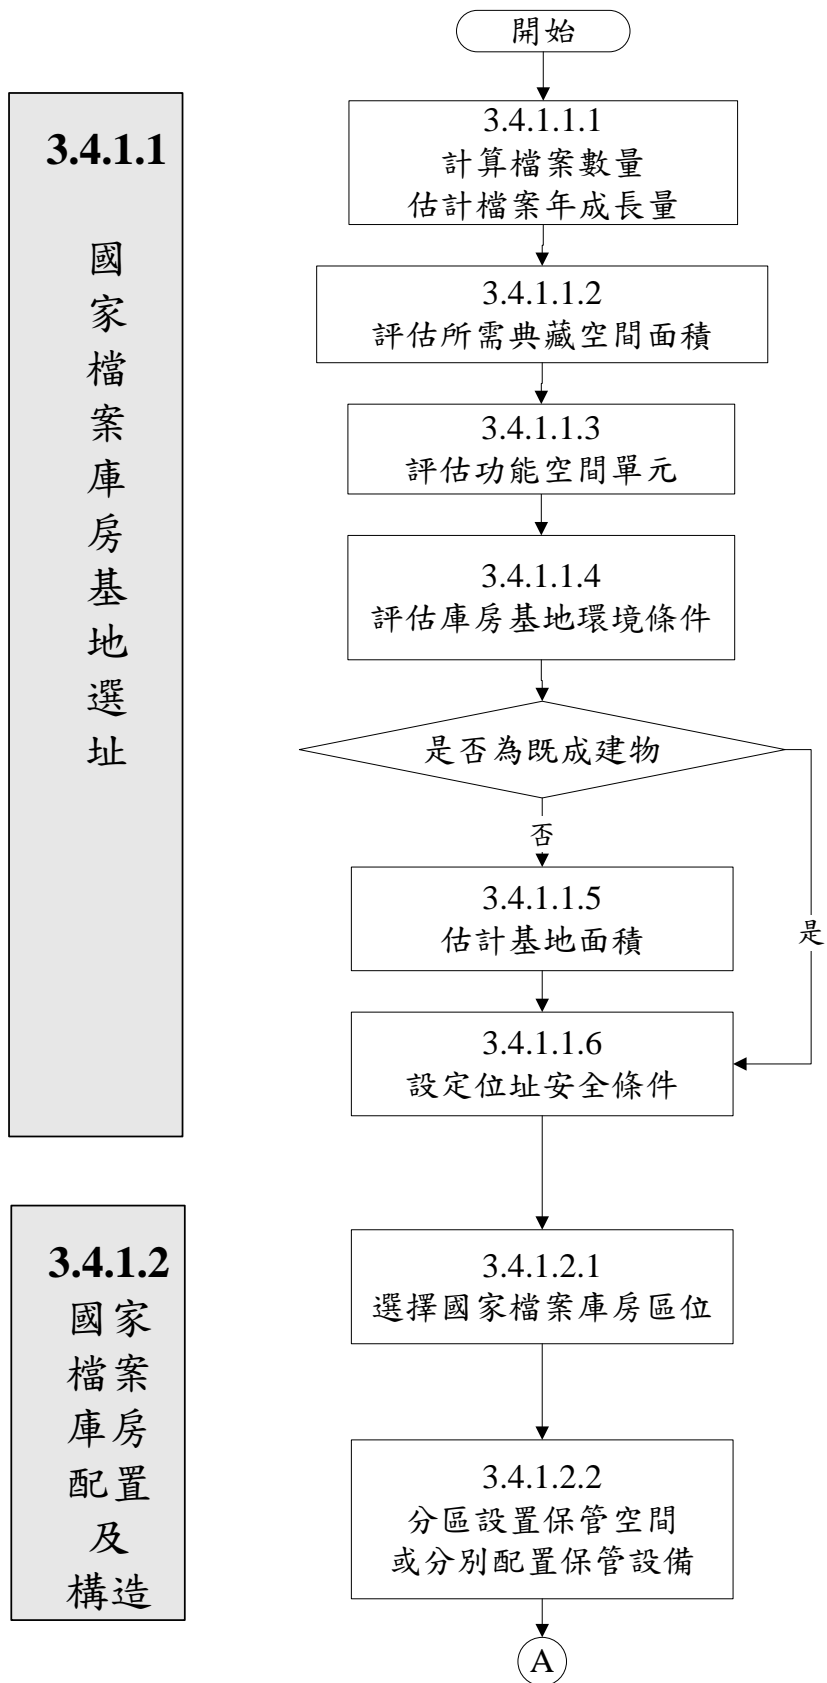 開始
3.4.1.1
國
家
檔
案
庫
房
基
地
選
址
3.4.1.1.1
計算檔案數量
估計檔案年成長量
3.4.1.1.2
評估所需典藏空間面積
3.4.1.1.3
評估功能空間單元
3.4.1.1.4
評估庫房基地環境條件
是否為既成建物
否
是
3.4.1.1.5
估計基地面積
3.4.1.1.6
設定位址安全條件
3.4.1.2
國家
檔案
庫房
配置
及
構造
3.4.1.2.1
選擇國家檔案庫房區位
3.4.1.2.2
分區設置保管空間
或分別配置保管設備
A